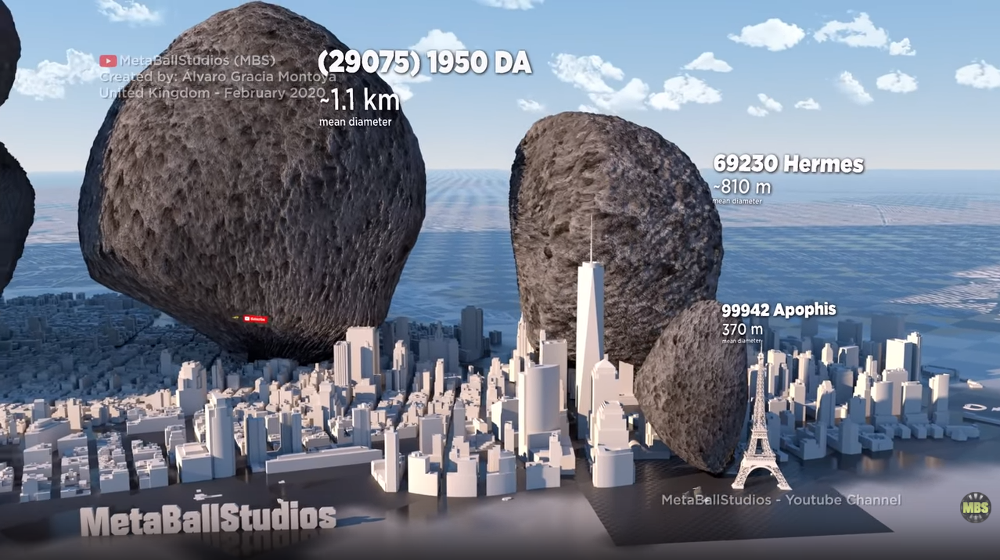 MetaBallStudios (MBS)
Created by: Álvaro Gracia Montoya
United Kingdom - February 2020
(29075) 1950 DA
~1.1 km
mean diameter
69230 Hermes
~810 m
mean diameter
99942 Apophis
370 m
mean diameter
Subscribe
MetaBallStudios
MetaBallStudios - Youtube Channel
MBS